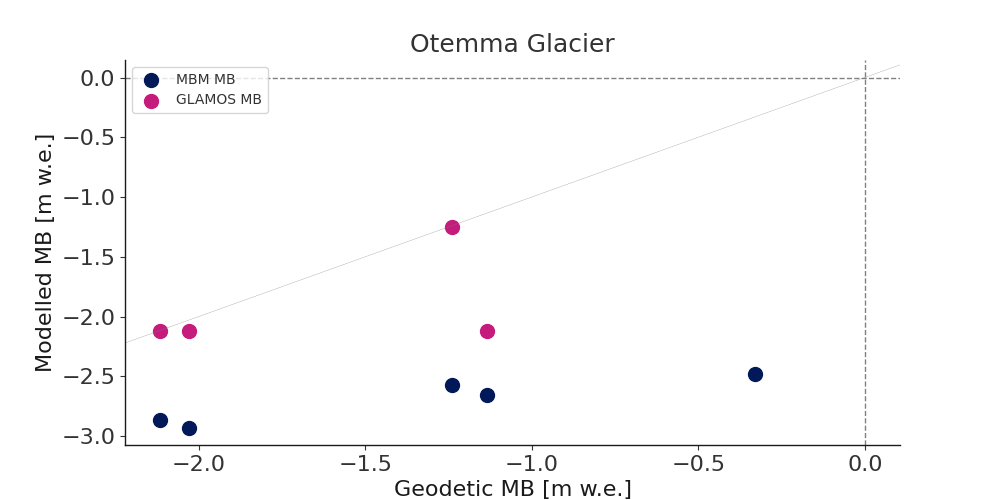 Otemma Glacier
MBM MB
GLAMOS MB
0.0
−0.5
−1.0
−1.5
−2.0
−2.5
−3.0
Modelled MB [m w.e.]
−2.0
−1.5
−1.0
−0.5
0.0
Geodetic MB [m w.e.]